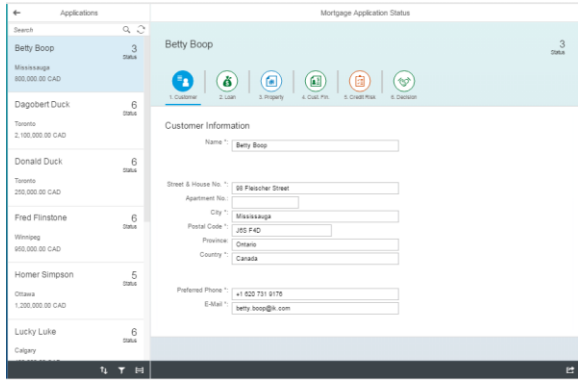 Applications
Search
Betty Boop 3
Status
Mississauga
800,000.00 CAD
Dagobert Duck 6
Status
Toronto
2,100,000.00 CAD
Donald Duck 6
Status
Toronto
250,000.00 CAD
Fred Flinstone 6
Status
Winnipeg
950,000.00 CAD
Homer Simpson 5
Status
Ottawa
1,200,000.00 CAD
Lucky Luke 6
Status
Calgary
Mortgage Application Status
Betty Boop 3
Status
1. Customer 2. Loan 3. Property 4. Cust. Fin. 5. Credit Risk 6. Decision
Customer Information
Name *: Betty Boop
Street & House No. *: 98 Fleischer Street
Apartment No.:
City *: Mississauga
Postal Code *: J6S F4D
Province: Ontario
Country *: Canada
Preferred Phone *: +1 620 731 9176
E-Mail *: betty.boop@ik.com